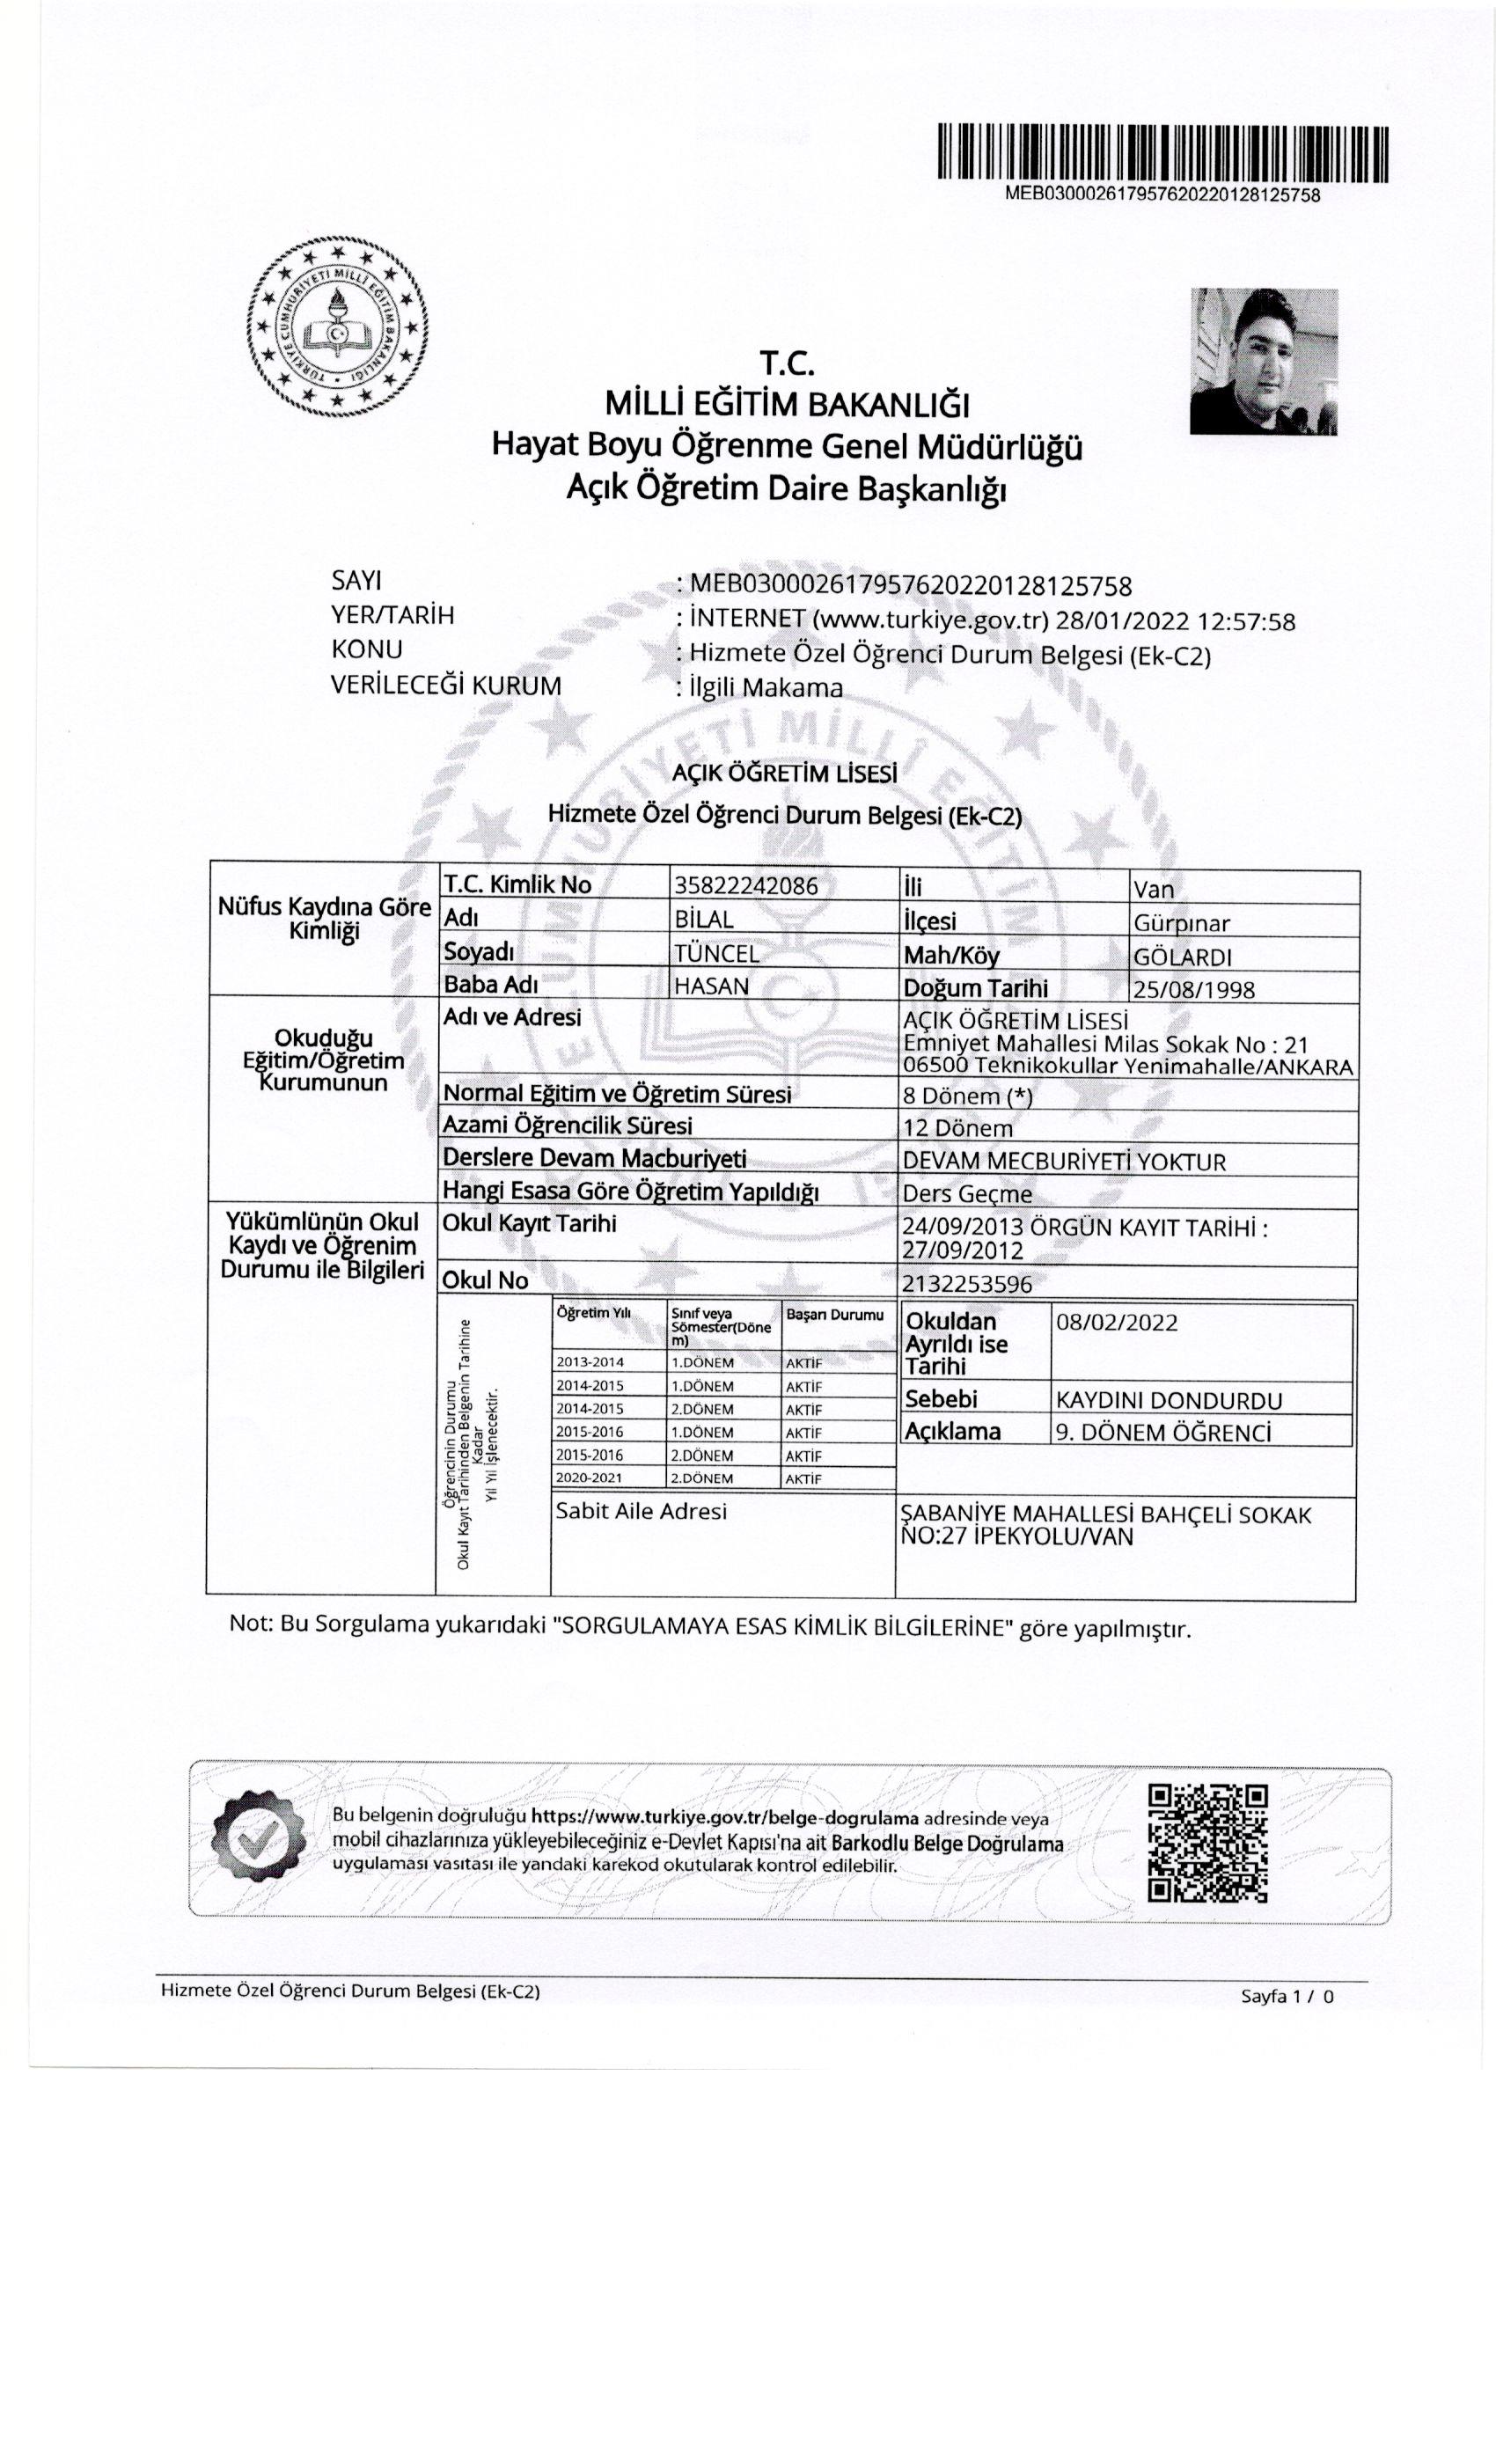 MEB030002617957620220128125758
TÜRKİYE CUMHURİYETİ MİLLÎ EĞİTİM BAKANLIĞI
T.C.
MİLLİ EĞİTİM BAKANLIĞI
Hayat Boyu Öğrenme Genel Müdürlüğü
Açık Öğretim Daire Başkanlığı
SAYI : MEB030002617957620220128125758
YER/TARİH : İNTERNET (www.turkiye.gov.tr) 28/01/2022 12:57:58
KONU : Hizmete Özel Öğrenci Durum Belgesi (Ek-C2)
VERİLECEĞİ KURUM : İlgili Makama
AÇIK ÖĞRETİM LİSESİ
Hizmete Özel Öğrenci Durum Belgesi (Ek-C2)
Nüfus Kaydına Göre
Kimliği
T.C. Kimlik No 35822242086 İli Van
Adı BİLAL İlçesi Gürpınar
Soyadı TÜNCEL Mah/Köy GÖLARDI
Baba Adı HASAN Doğum Tarihi 25/08/1998
Okuduğu
Eğitim/Öğretim
Kurumunun
Adı ve Adresi
AÇIK ÖĞRETİM LİSESİ
Emniyet Mahallesi Milas Sokak No : 21
06500 Teknikokullar Yenimahalle/ANKARA
Normal Eğitim ve Öğretim Süresi 8 Dönem (*)
Azami Öğrencilik Süresi 12 Dönem
Derslere Devam Macburiyeti DEVAM MECBURİYETİ YOKTUR
Hangi Esasa Göre Öğretim Yapıldığı Ders Geçme
Yükümlünün Okul
Kaydı ve Öğrenim
Durumu ile Bilgileri
Okul Kayıt Tarihi
24/09/2013 ÖRGÜN KAYIT TARİHİ :
27/09/2012
Okul No 2132253596
Öğrencinin Durumu
Okul Kayıt Tarihinden Belgenin Tarihine
Kadar
Yıl Yıl İşlenecektir.
Öğretim Yılı Sınıf veya Başarı Durumu
Sömester(Döne
m)
2013-2014 1.DÖNEM AKTİF
2014-2015 1.DÖNEM AKTİF
2014-2015 2.DÖNEM AKTİF
2015-2016 1.DÖNEM AKTİF
2015-2016 2.DÖNEM AKTİF
2020-2021 2.DÖNEM AKTİF
Okuldan 08/02/2022
Ayrıldı ise
Tarihi
Sebebi KAYDINI DONDURDU
Açıklama 9. DÖNEM ÖĞRENCİ
Sabit Aile Adresi
ŞABANİYE MAHALLESİ BAHÇELİ SOKAK
NO:27 İPEKYOLU/VAN
Not: Bu Sorgulama yukarıdaki "SORGULAMAYA ESAS KİMLİK BİLGİLERİNE" göre yapılmıştır.
Bu belgenin doğruluğu https://www.turkiye.gov.tr/belge-dogrulama adresinde veya
mobil cihazlarınıza yükleyebileceğiniz e-Devlet Kapısı'na ait Barkodlu Belge Doğrulama
uygulaması vasıtası ile yandaki karekod okutularak kontrol edilebilir.
Hizmete Özel Öğrenci Durum Belgesi (Ek-C2)
Sayfa 1 / 0